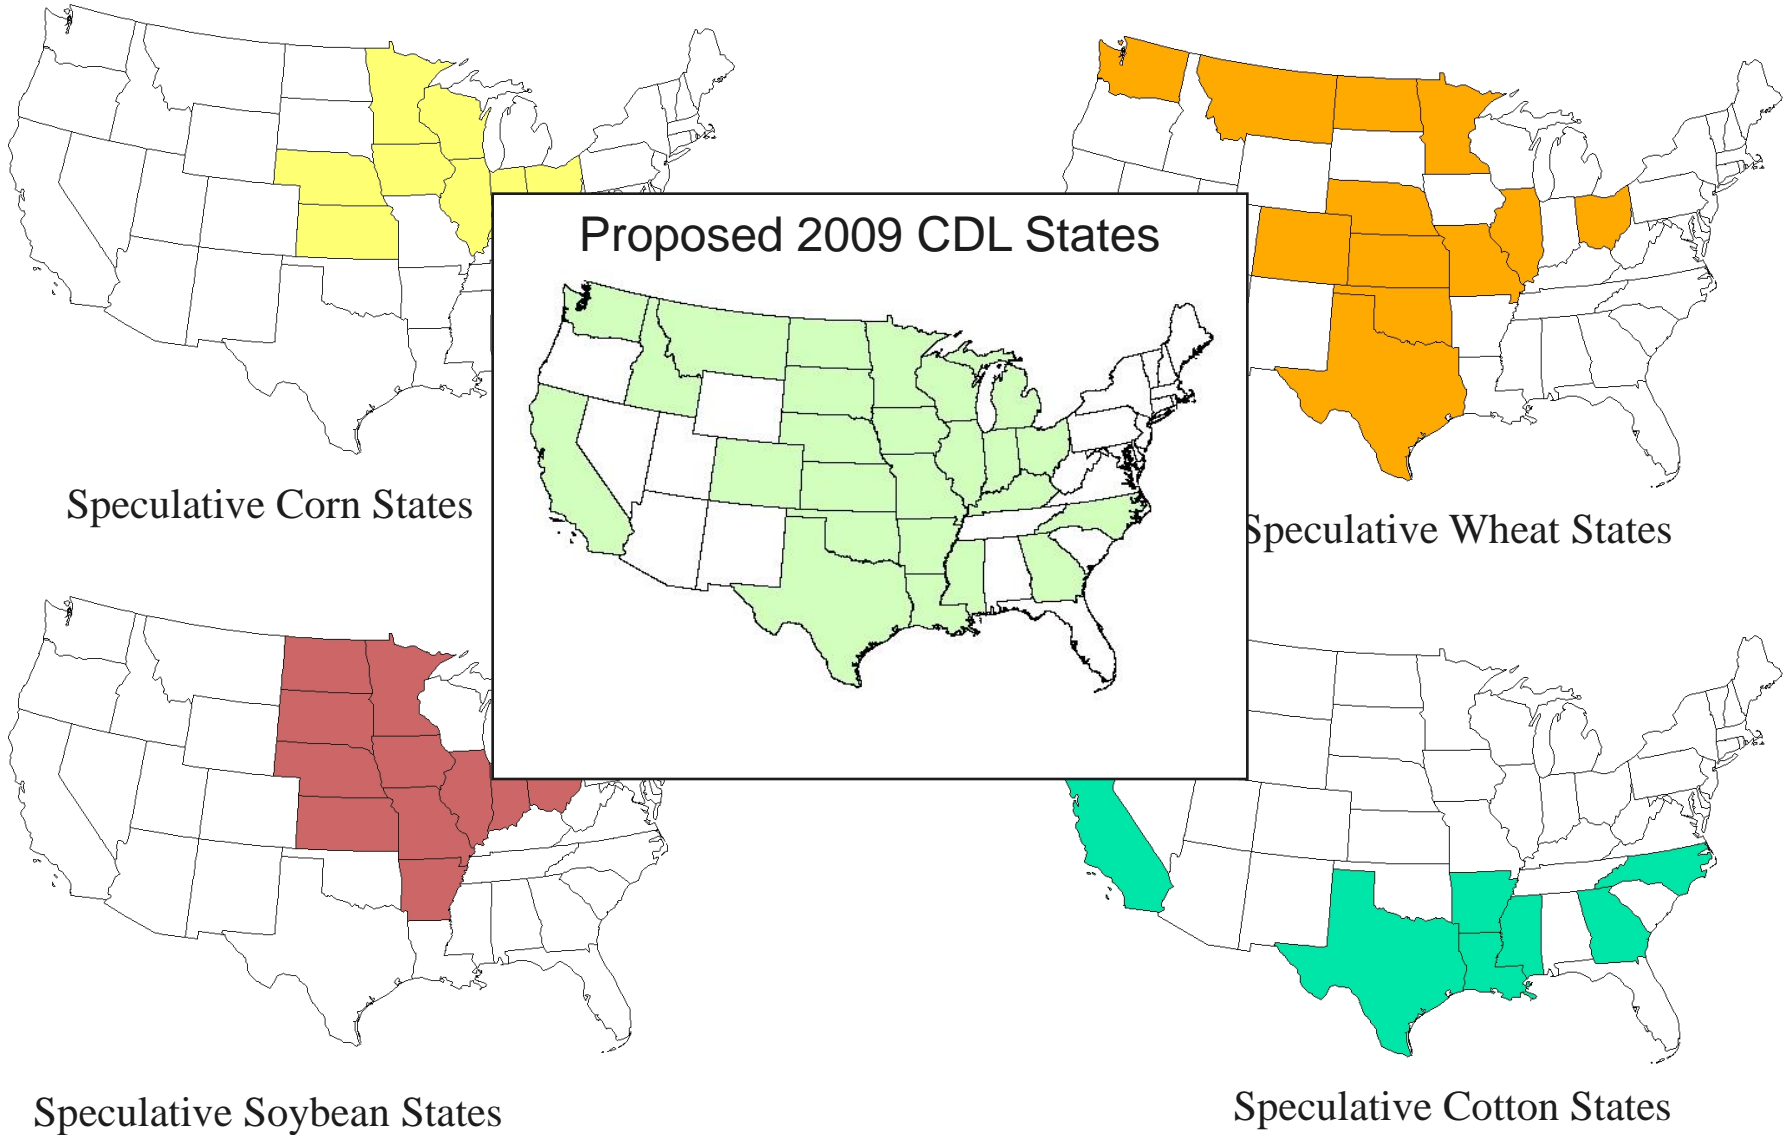 Proposed 2009 CDL States
Speculative Corn States
Speculative Wheat States
Speculative Soybean States
Speculative Cotton States